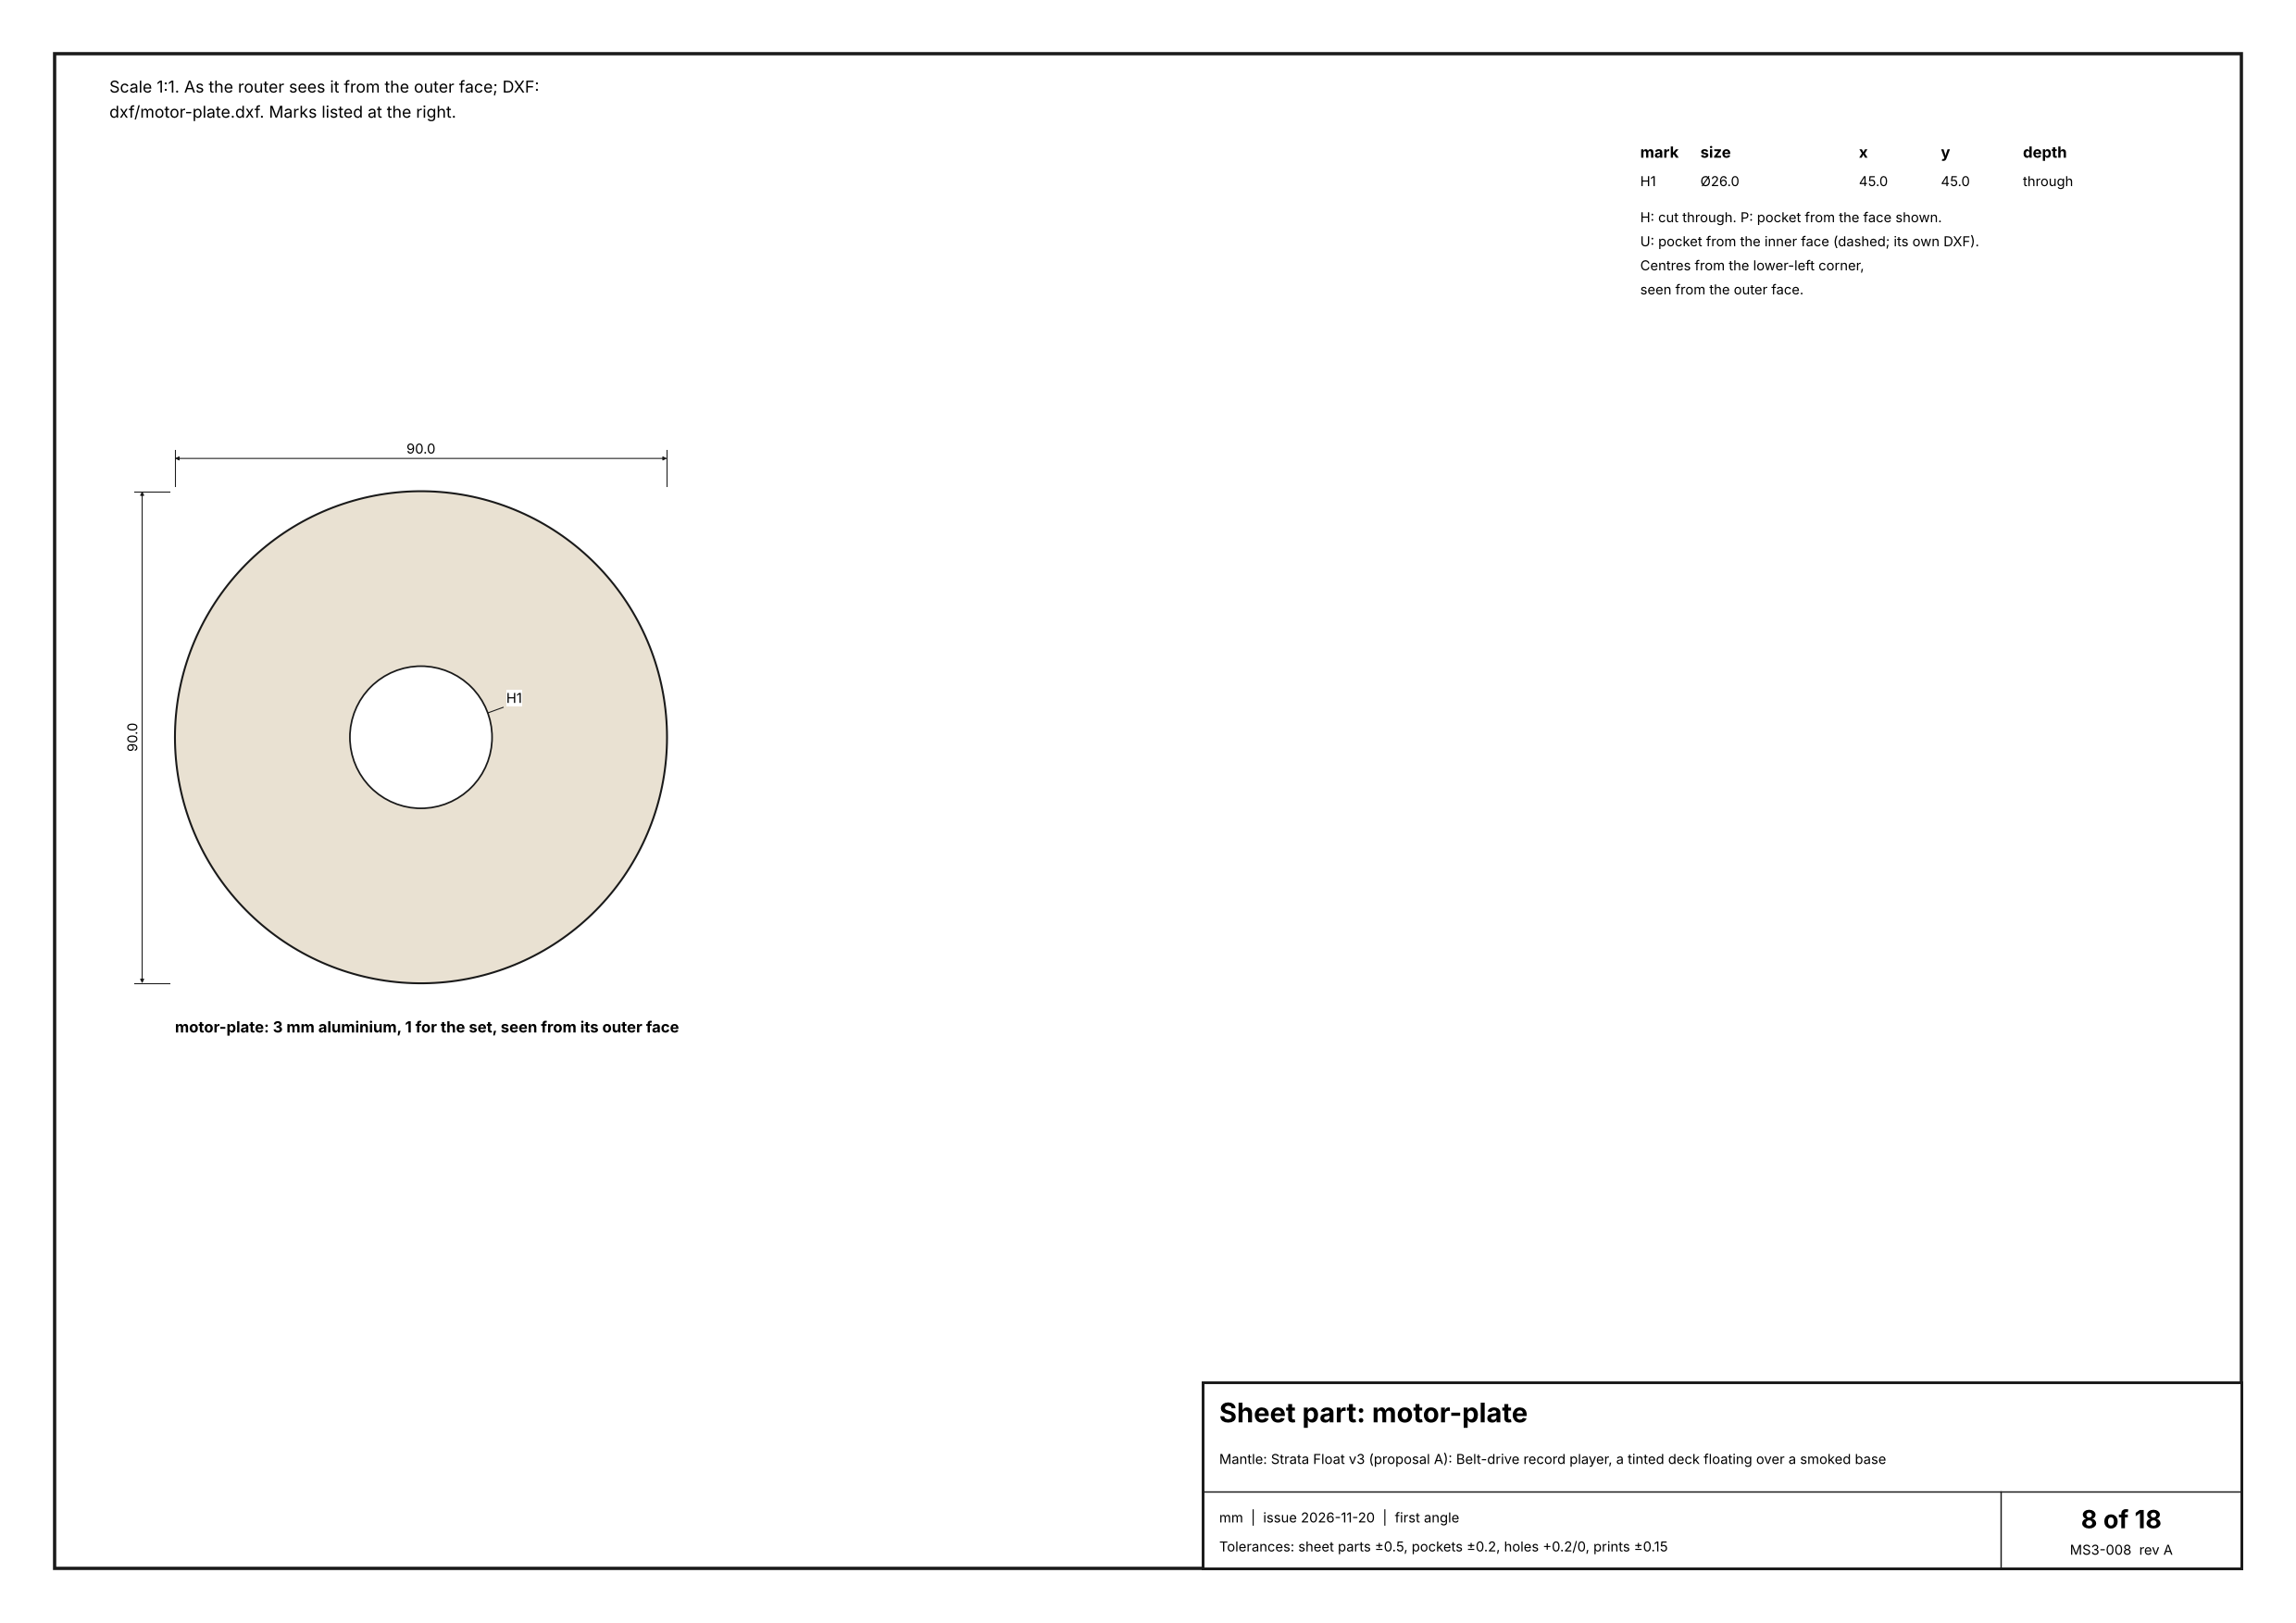 Scale 1:1. As the router sees it from the outer face; DXF:
dxf/motor-plate.dxf. Marks listed at the right.
mark size x y depth
H1 Ø26.0 45.0 45.0 through
H: cut through. P: pocket from the face shown.
U: pocket from the inner face (dashed; its own DXF).
Centres from the lower-left corner,
seen from the outer face.
90.0
H1
90.0
motor-plate: 3 mm aluminium, 1 for the set, seen from its outer face
Sheet part: motor-plate
Mantle: Strata Float v3 (proposal A): Belt-drive record player, a tinted deck floating over a smoked base
mm | issue 2026-11-20 | first angle
Tolerances: sheet parts ±0.5, pockets ±0.2, holes +0.2/0, prints ±0.15
8 of 18
MS3-008 rev A